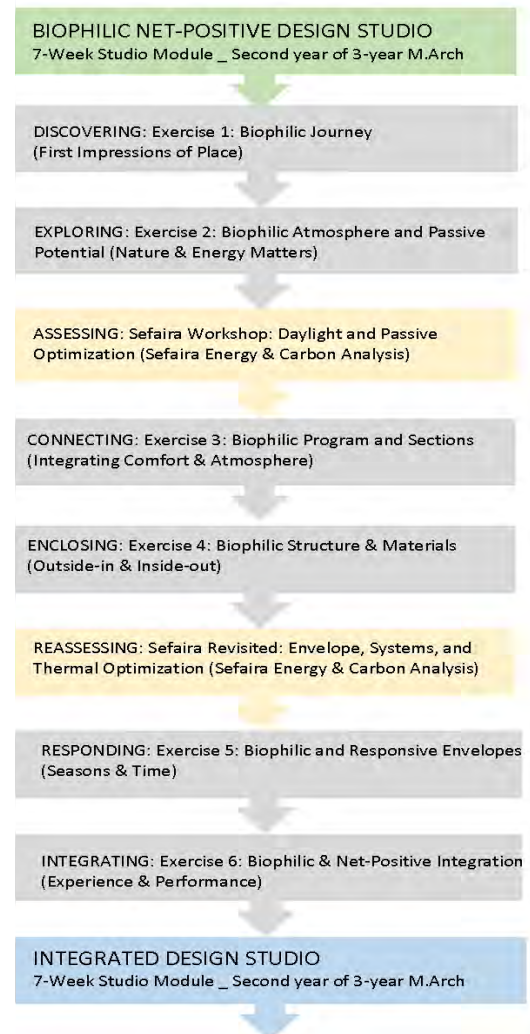 BIOPHILIC NET-POSITIVE DESIGN STUDIO
7-Week Studio Module _ Second year of 3-year M.Arch
DISCOVERING: Exercise 1: Biophilic Journey
(First Impressions of Place)
EXPLORING: Exercise 2: Biophilic Atmosphere and Passive
Potential (Nature & Energy Matters)
ASSESSING: Sefaira Workshop: Daylight and Passive
Optimization (Sefaira Energy & Carbon Analysis)
CONNECTING: Exercise 3: Biophilic Program and Sections
(Integrating Comfort & Atmosphere)
ENCLOSING: Exercise 4: Biophilic Structure & Materials
(Outside-in & Inside-out)
REASSESSING: Sefaira Revisited: Envelope, Systems, and
Thermal Optimization (Sefaira Energy & Carbon Analysis)
RESPONDING: Exercise 5: Biophilic and Responsive Envelopes
(Seasons & Time)
INTEGRATING: Exercise 6: Biophilic & Net-Positive Integration
(Experience & Performance)
INTEGRATED DESIGN STUDIO
7-Week Studio Module _ Second year of 3-year M.Arch